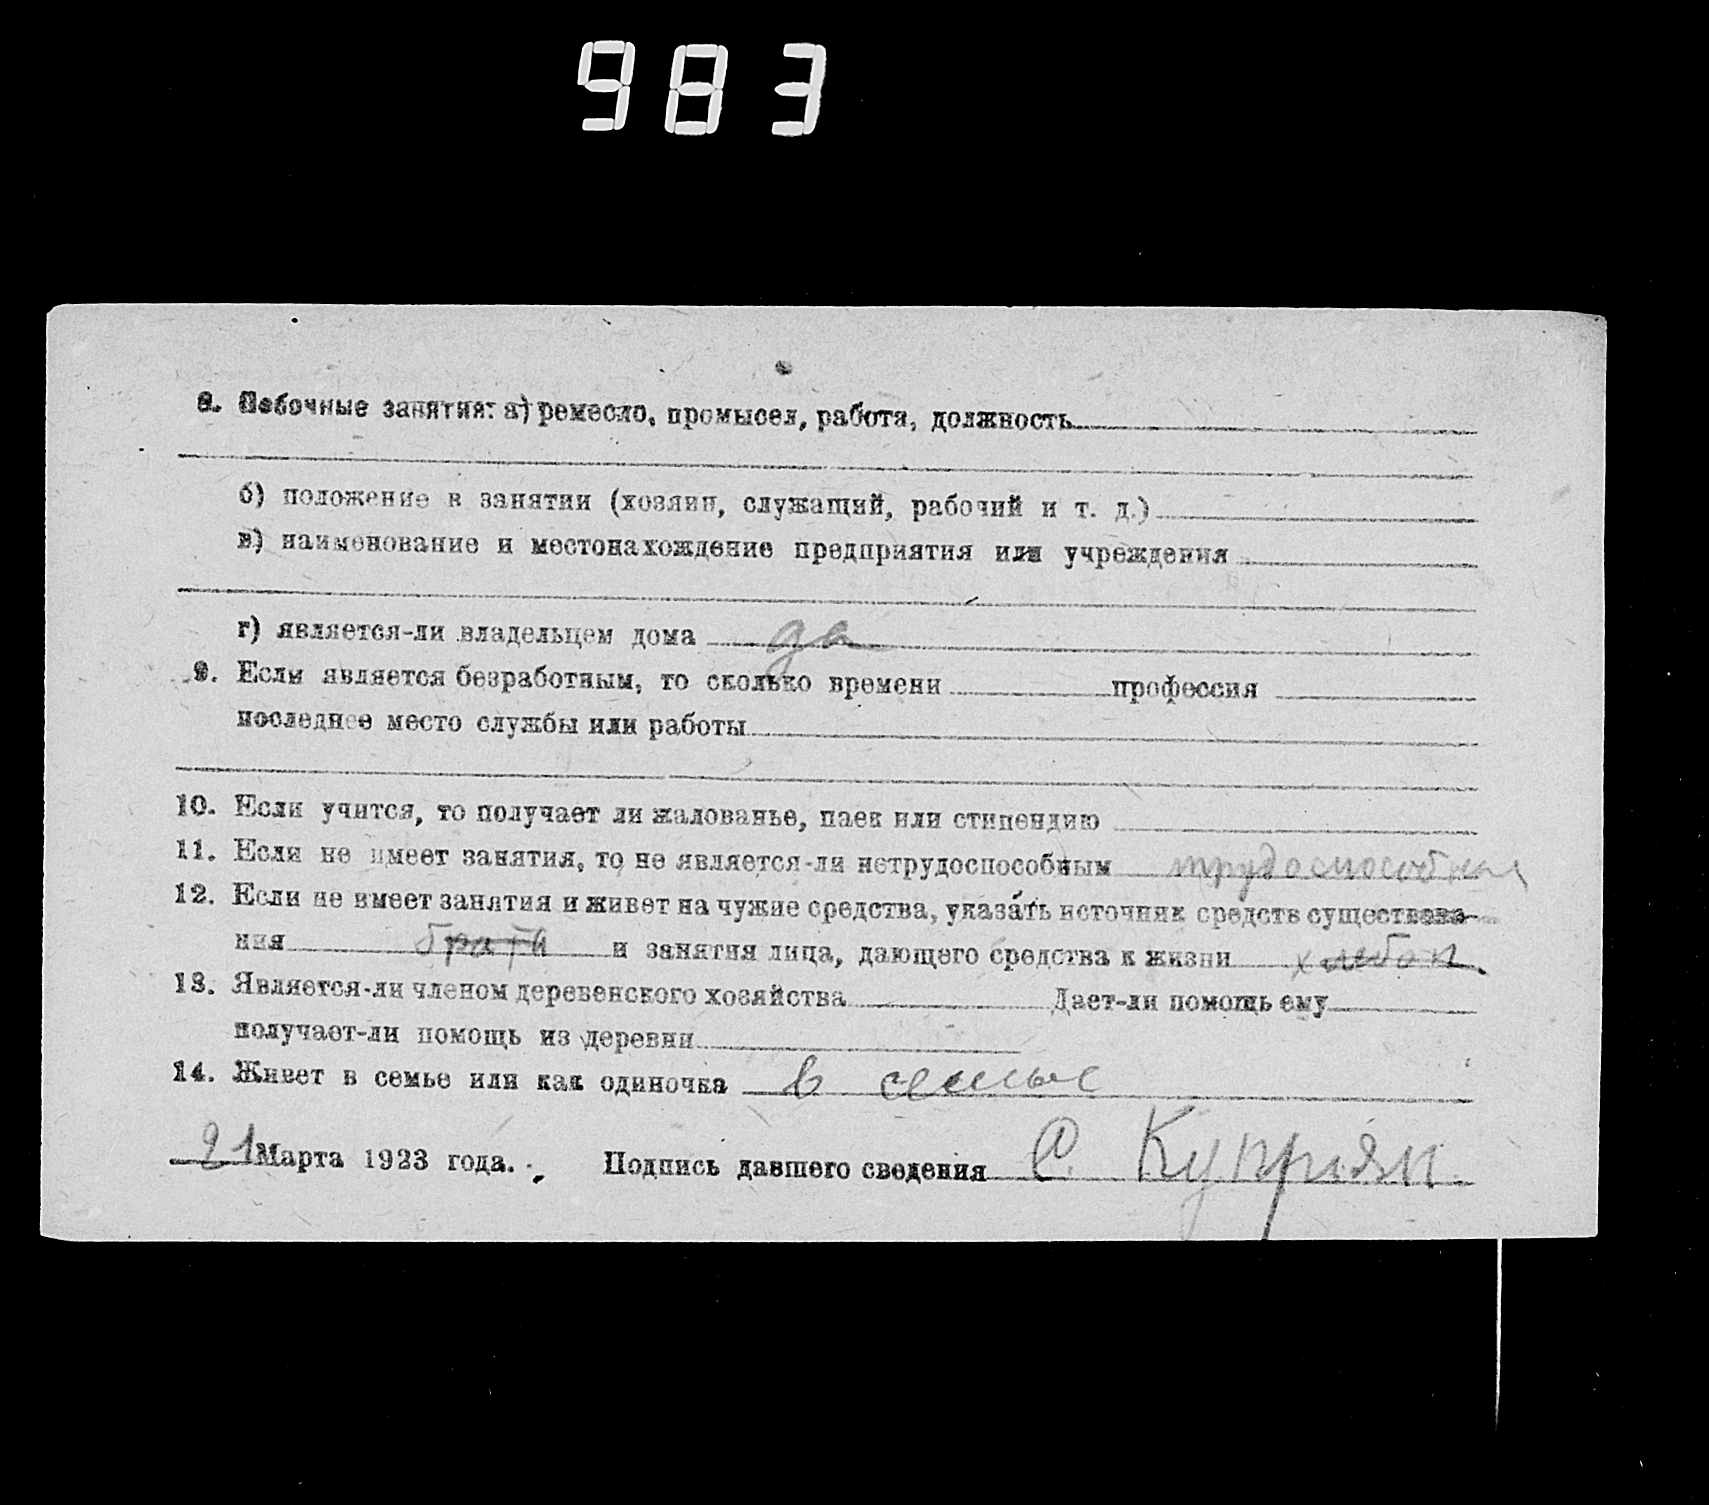 983
8. Побочные занятия: а) ремесло, промысел, работа, должность
б) положение в занятии (хозяин, служащий, рабочий и т. д.)
в) наименование и местонахождение предприятия или учреждения
г) является-ли владельцем дома да
9. Если является безработным, то сколько времени профессия
последнее место службы или работы
10. Если учится, то получает ли жалованье, паек или стипендию
11. Если не имеет занятия, то не является-ли нетрудоспособным трудоспособная
12. Если не имеет занятия и живет на чужие средства, указать источник средств существова-
ния брата и занятия лица, дающего средства к жизни хлебоп.
13. Является-ли членом деревенского хозяйства Дает-ли помощь ему
получает-ли помощь из деревни
14. Живет в семье или как одиночка в семье
21 Марта 1923 года. Подпись давшего сведения С. Куприян.